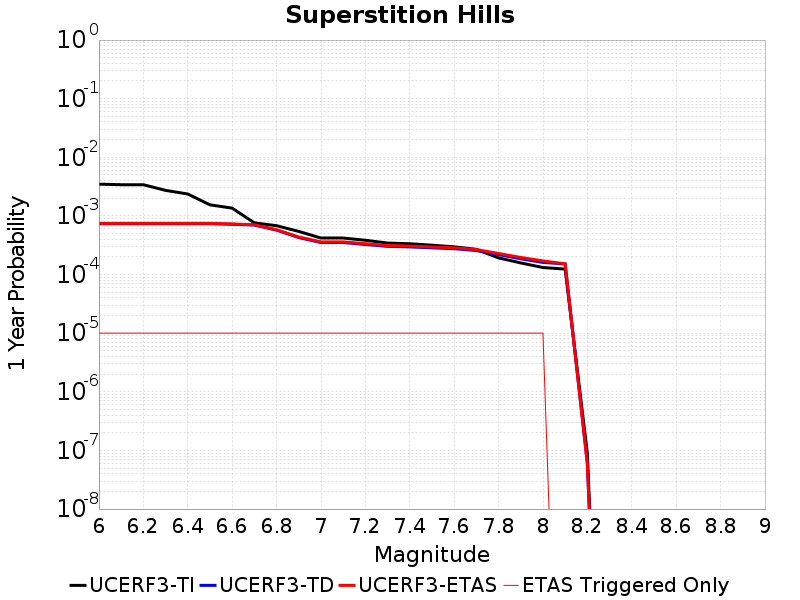 Superstition Hills
10^0
10^-1
10^-2
10^-3
10^-4
10^-5
10^-6
10^-7
10^-8
1 Year Probability
6 6.2 6.4 6.6 6.8 7 7.2 7.4 7.6 7.8 8 8.2 8.4 8.6 8.8 9
Magnitude
UCERF3-TI UCERF3-TD UCERF3-ETAS ETAS Triggered Only